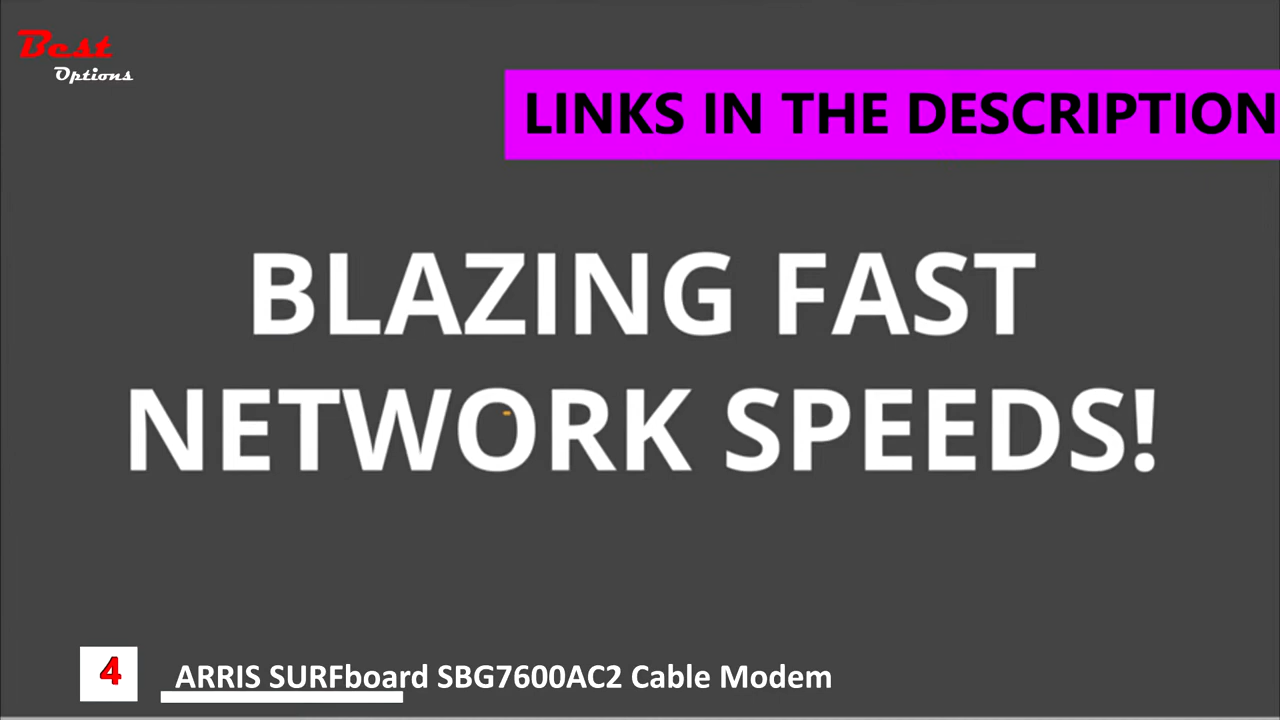 Best
Options
LINKS IN THE DESCRIPTION
BLAZING FAST
NETWORK SPEEDS!
4
ARRIS SURFboard SBG7600AC2 Cable Modem